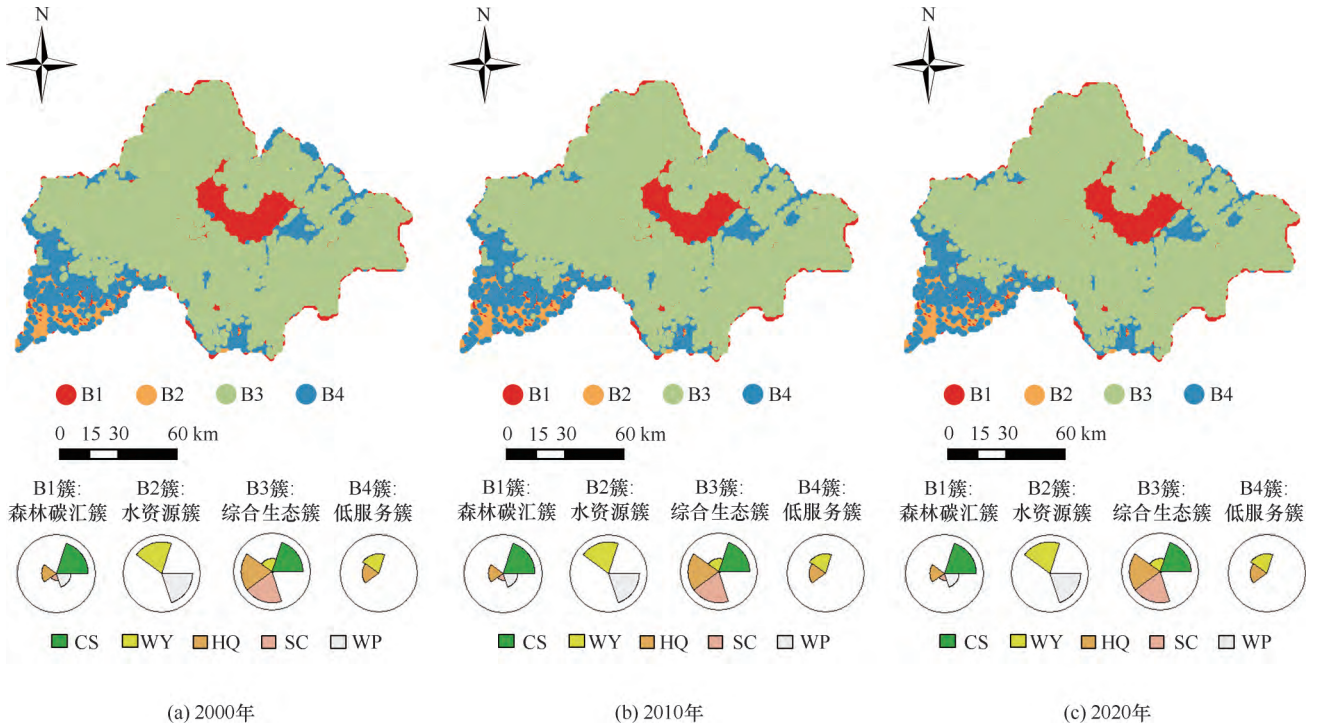 N
B1 B2 B3 B4
0 15 30 60 km
B1簇: B2簇: B3簇: B4簇:
森林碳汇簇 水资源簇 综合生态簇 低服务簇
CS WY HQ SC WP
(a) 2000年
N
B1 B2 B3 B4
0 15 30 60 km
B1簇: B2簇: B3簇: B4簇:
森林碳汇簇 水资源簇 综合生态簇 低服务簇
CS WY HQ SC WP
(b) 2010年
N
B1 B2 B3 B4
0 15 30 60 km
B1簇: B2簇: B3簇: B4簇:
森林碳汇簇 水资源簇 综合生态簇 低服务簇
CS WY HQ SC WP
(c) 2020年